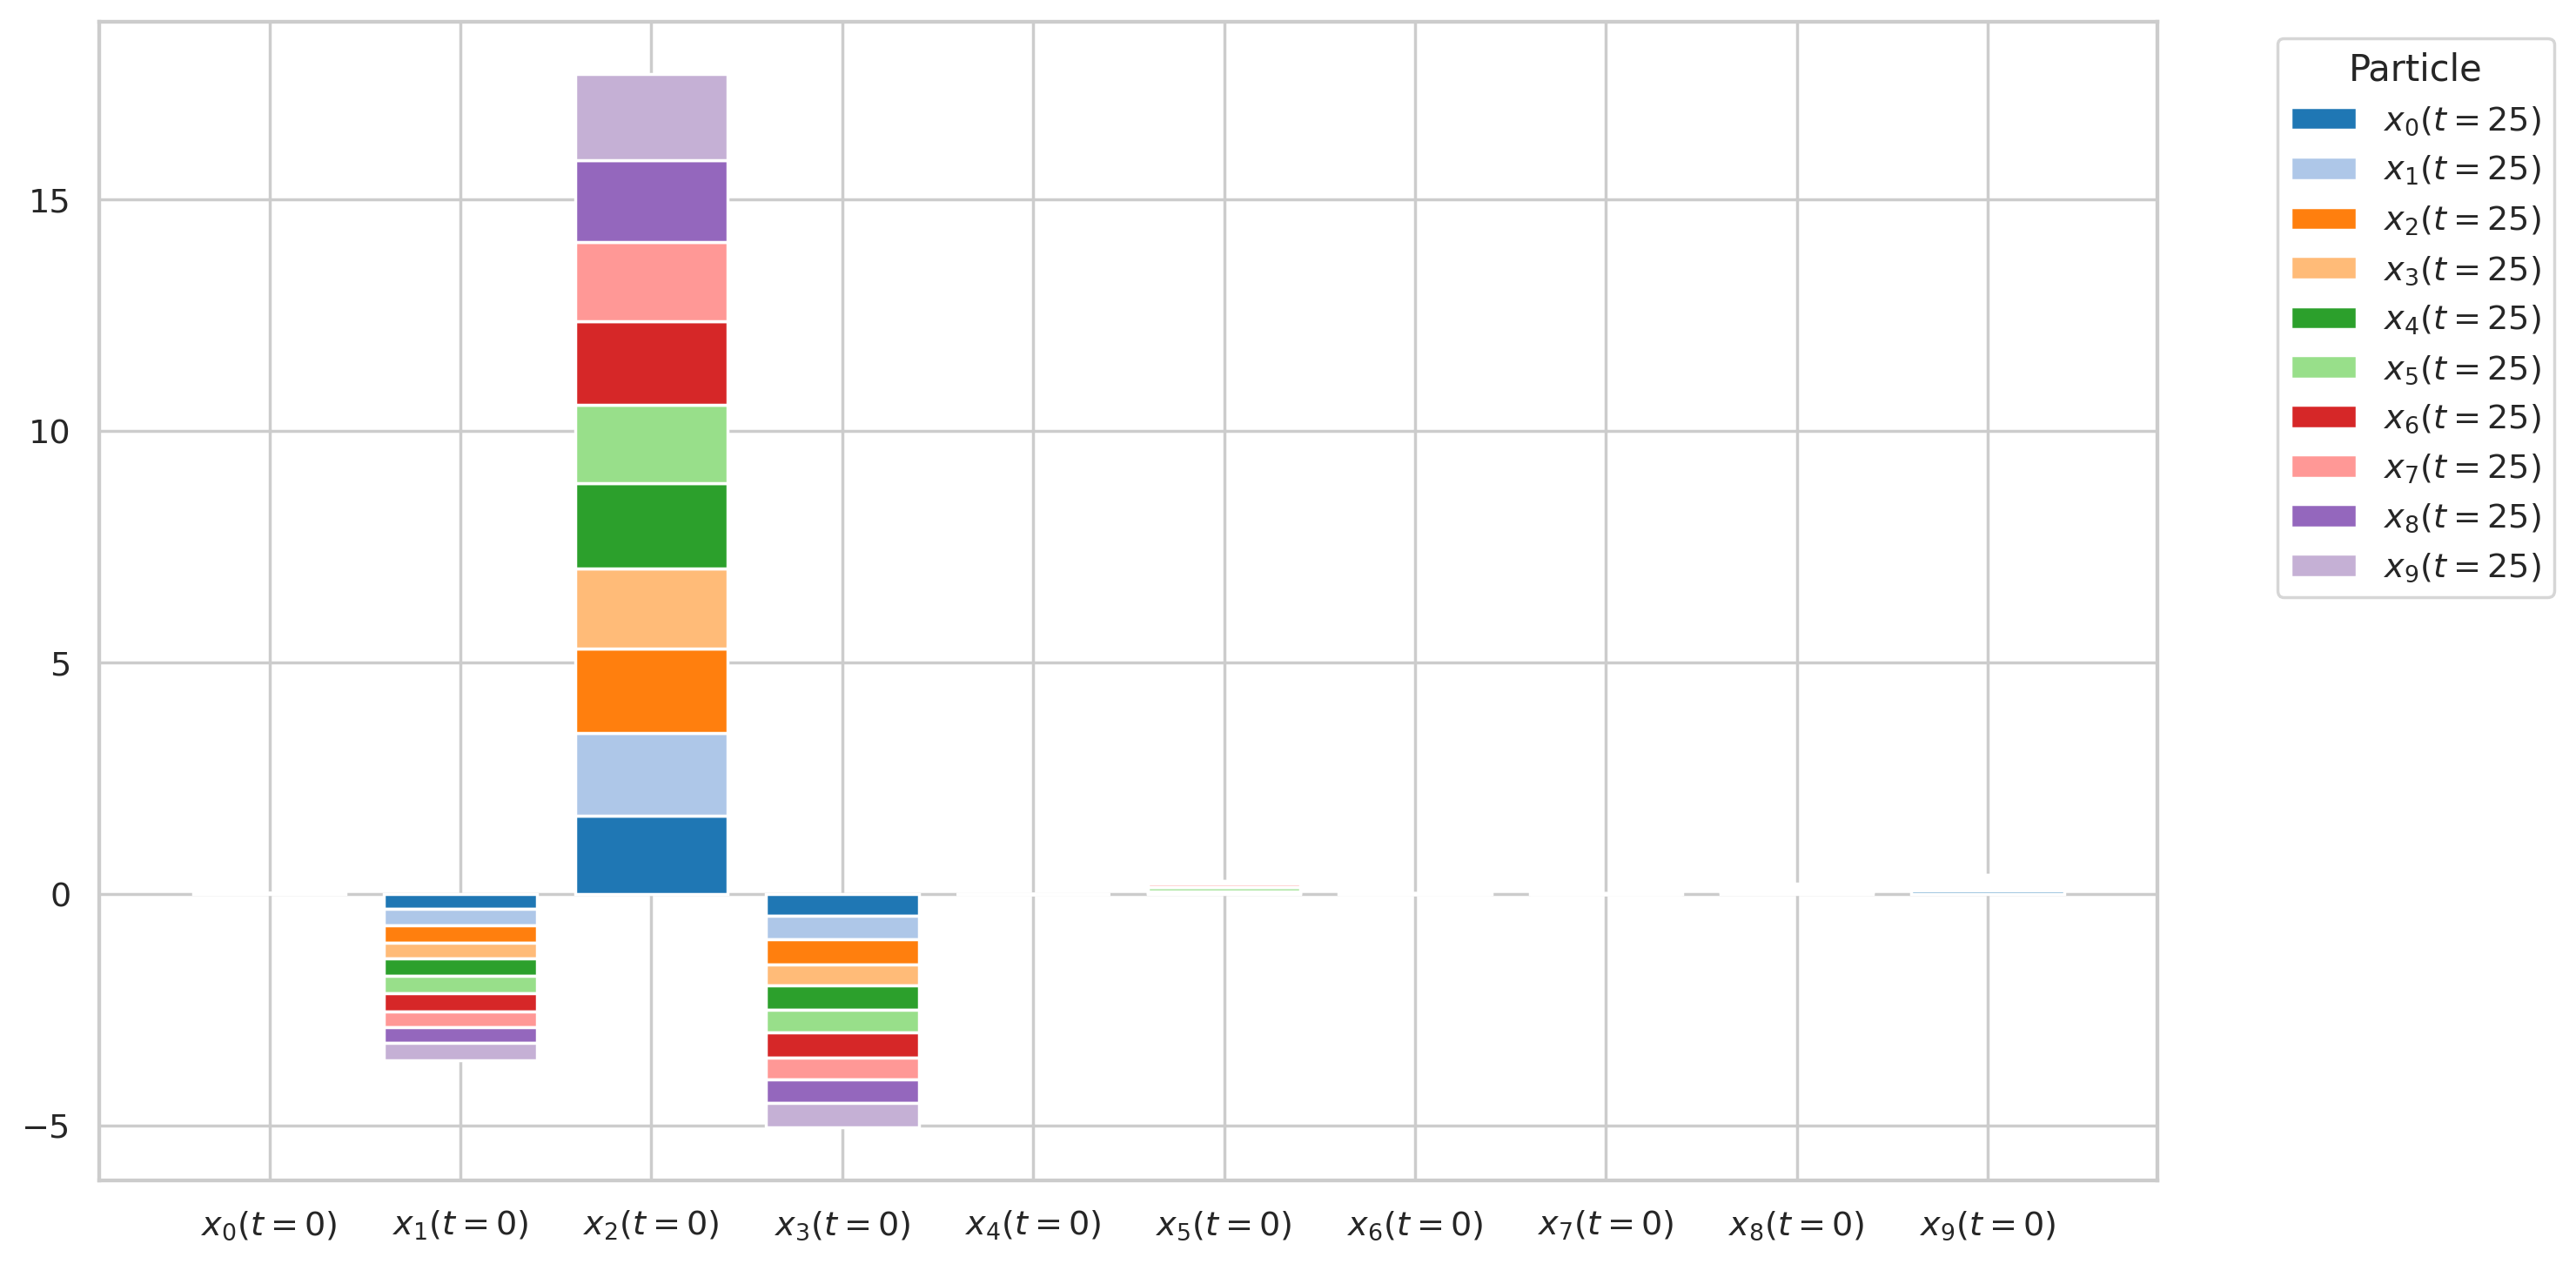 15
10
5
0
−5
x₀(t = 0)
x₁(t = 0)
x₂(t = 0)
x₃(t = 0)
x₄(t = 0)
x₅(t = 0)
x₆(t = 0)
x₇(t = 0)
x₈(t = 0)
x₉(t = 0)
Particle
x₀(t = 25)
x₁(t = 25)
x₂(t = 25)
x₃(t = 25)
x₄(t = 25)
x₅(t = 25)
x₆(t = 25)
x₇(t = 25)
x₈(t = 25)
x₉(t = 25)